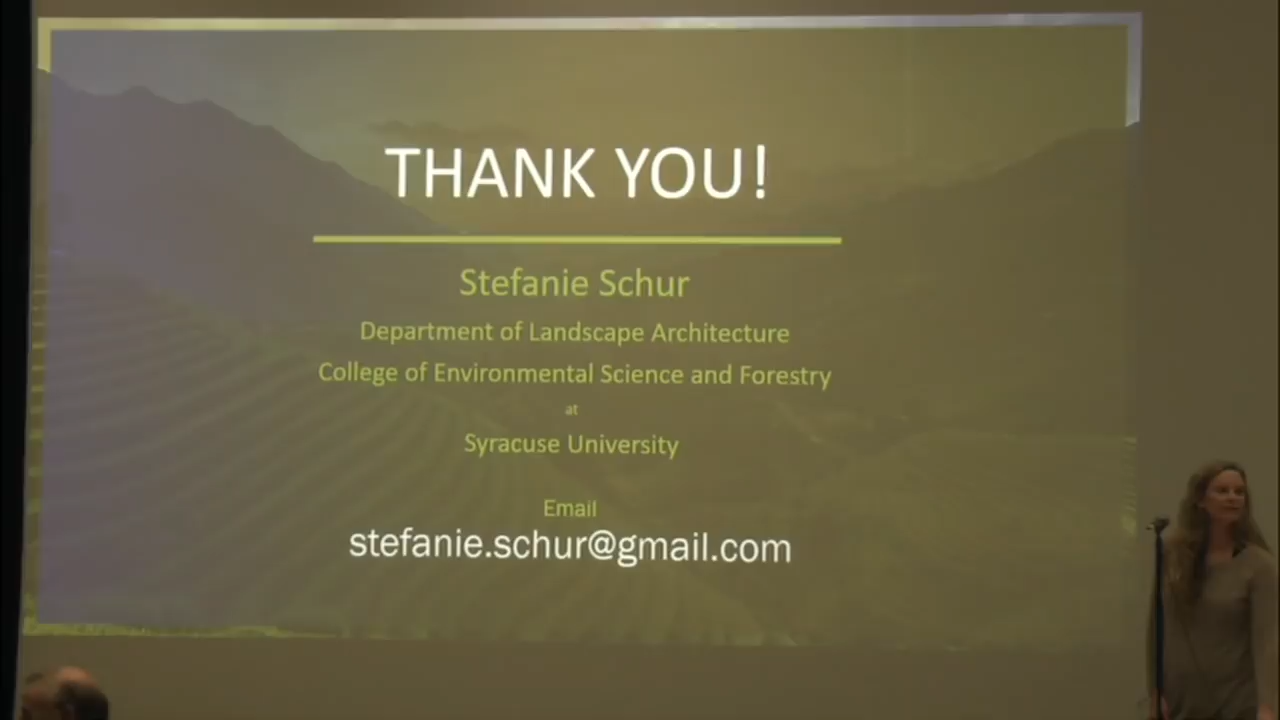 THANK YOU!
Stefanie Schur
Department of Landscape Architecture
College of Environmental Science and Forestry
at
Syracuse University
Email
stefanie.schur@gmail.com